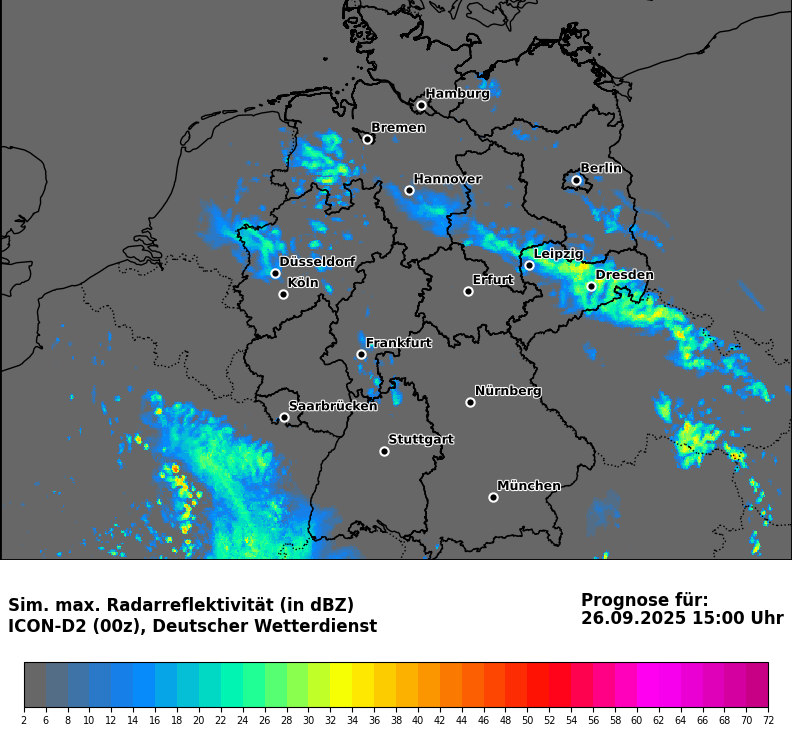 Hamburg
Bremen
Berlin
Hannover
Leipzig
Düsseldorf
Dresden
Köln
Erfurt
Frankfurt
Nürnberg
Saarbrücken
Stuttgart
München
Sim. max. Radarreflektivität (in dBZ)
ICON-D2 (00z), Deutscher Wetterdienst
Prognose für:
26.09.2025 15:00 Uhr
2 6 8 10 12 14 16 18 20 22 24 26 28 30 32 34 36 38 40 42 44 46 48 50 52 54 56 58 60 62 64 66 68 70 72